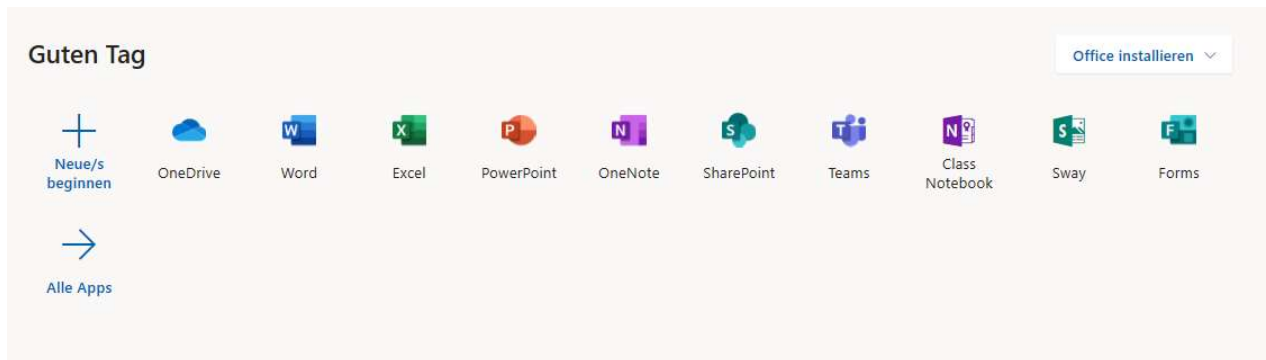 Guten Tag
Office installieren
Neue/s
beginnen
OneDrive
Word
Excel
PowerPoint
OneNote
SharePoint
Teams
Class
Notebook
Sway
Forms
Alle Apps